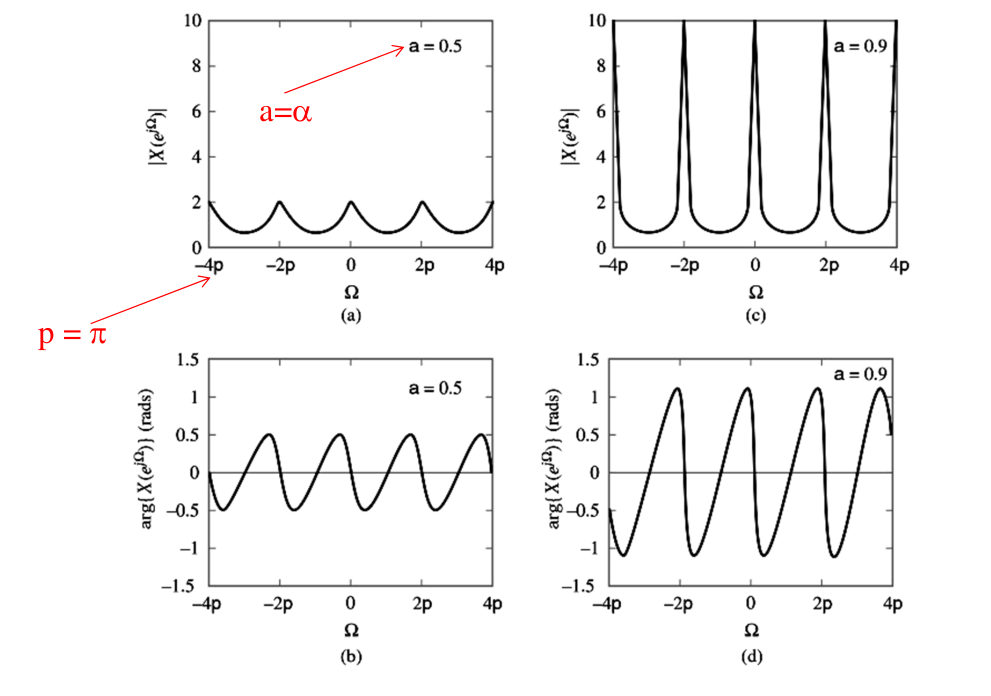 10
8
6
4
2
0
|X(e^{jΩ})|
a = 0.5
a=α
–4p –2p 0 2p 4p
Ω
(a)
p = π
10
8
6
4
2
0
|X(e^{jΩ})|
a = 0.9
–4p –2p 0 2p 4p
Ω
(c)
1.5
1
0.5
0
–0.5
–1
–1.5
arg{X(e^{jΩ})} (rads)
a = 0.5
–4p –2p 0 2p 4p
Ω
(b)
1.5
1
0.5
0
–0.5
–1
–1.5
arg{X(e^{jΩ})} (rads)
a = 0.9
–4p –2p 0 2p 4p
Ω
(d)